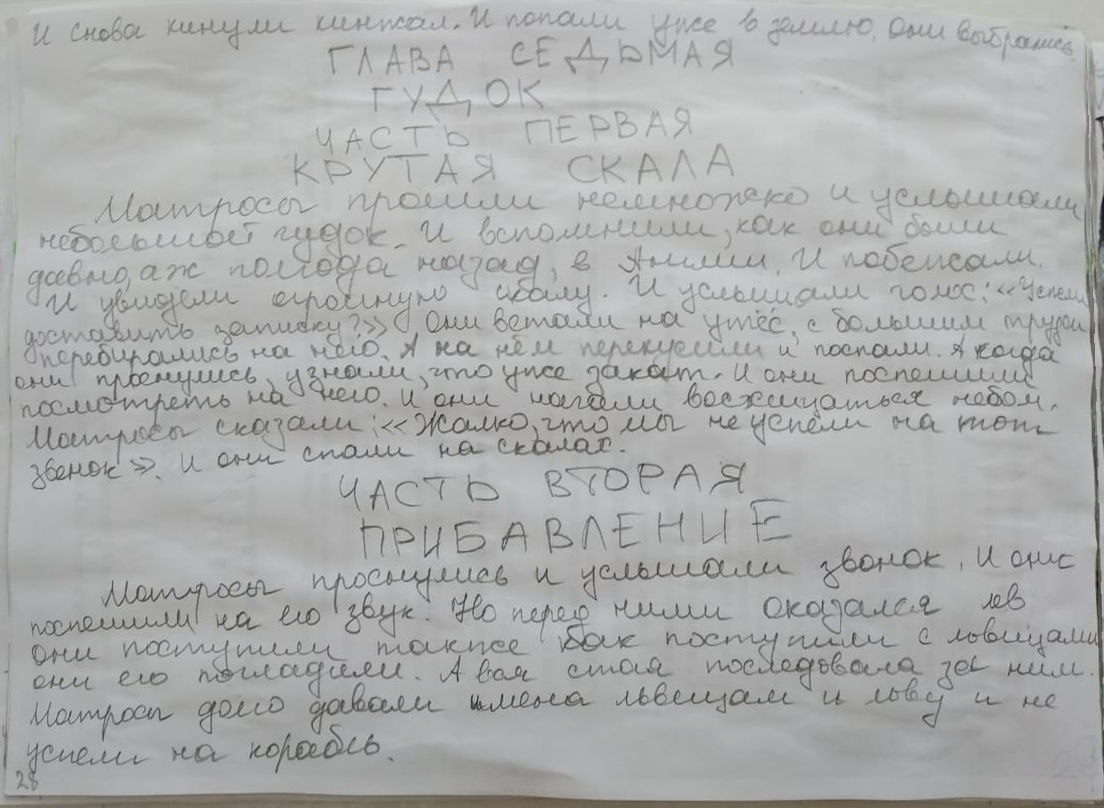 И снова кинули кинжал. И попали уже в землю. Они выбрались
ГЛАВА СЕДЬМАЯ
ГУДОК
ЧАСТЬ ПЕРВАЯ
КРУТАЯ СКАЛА
Матросы прошли немножко и услышали
небольшой гудок. И вспомнили, как они были
давно, аж полгода назад, в Англии. И побежали.
И увидели огромную скалу. И услышали голос: «Успели
доставить записку?» Они встали на утёс, с большим трудом
перебирались на него. А на нём перекусили и поспали. А когда
они проснулись, узнали, что уже закат. И они поспешили
посмотреть на него. И они начали восхищаться небом.
Матросы сказали: «Жалко, что мы не успели на тот
звонок». И они спали на скалах.
ЧАСТЬ ВТОРАЯ
ПРИБАВЛЕНИЕ
Матросы проснулись и услышали звонок. И они
поспешили на его звук. Но перед ними оказался лев
они поступили также как поступили с львицами
они его погладили. А вся стая последовала за ним.
Матросы долго давали имена львещам и льву и не
успели на корабль.
28